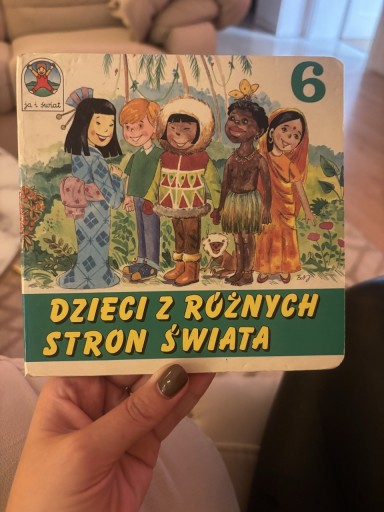 ja i świat
6
DZIECI Z RÓŻNYCH
STRON ŚWIATA